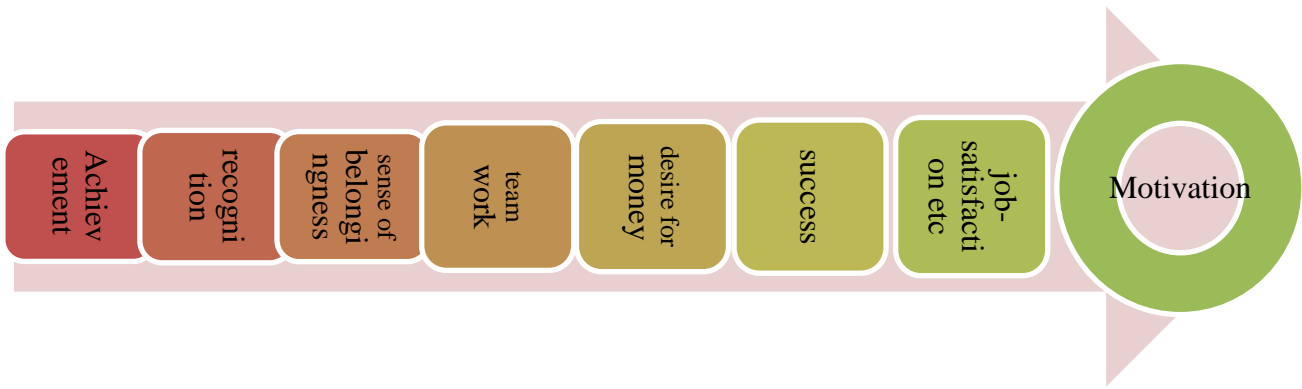 Achiev
ement
recogni
tion
sense of
belongi
ngness
team
work
desire for
money
success
job-
satisfacti
on etc
Motivation